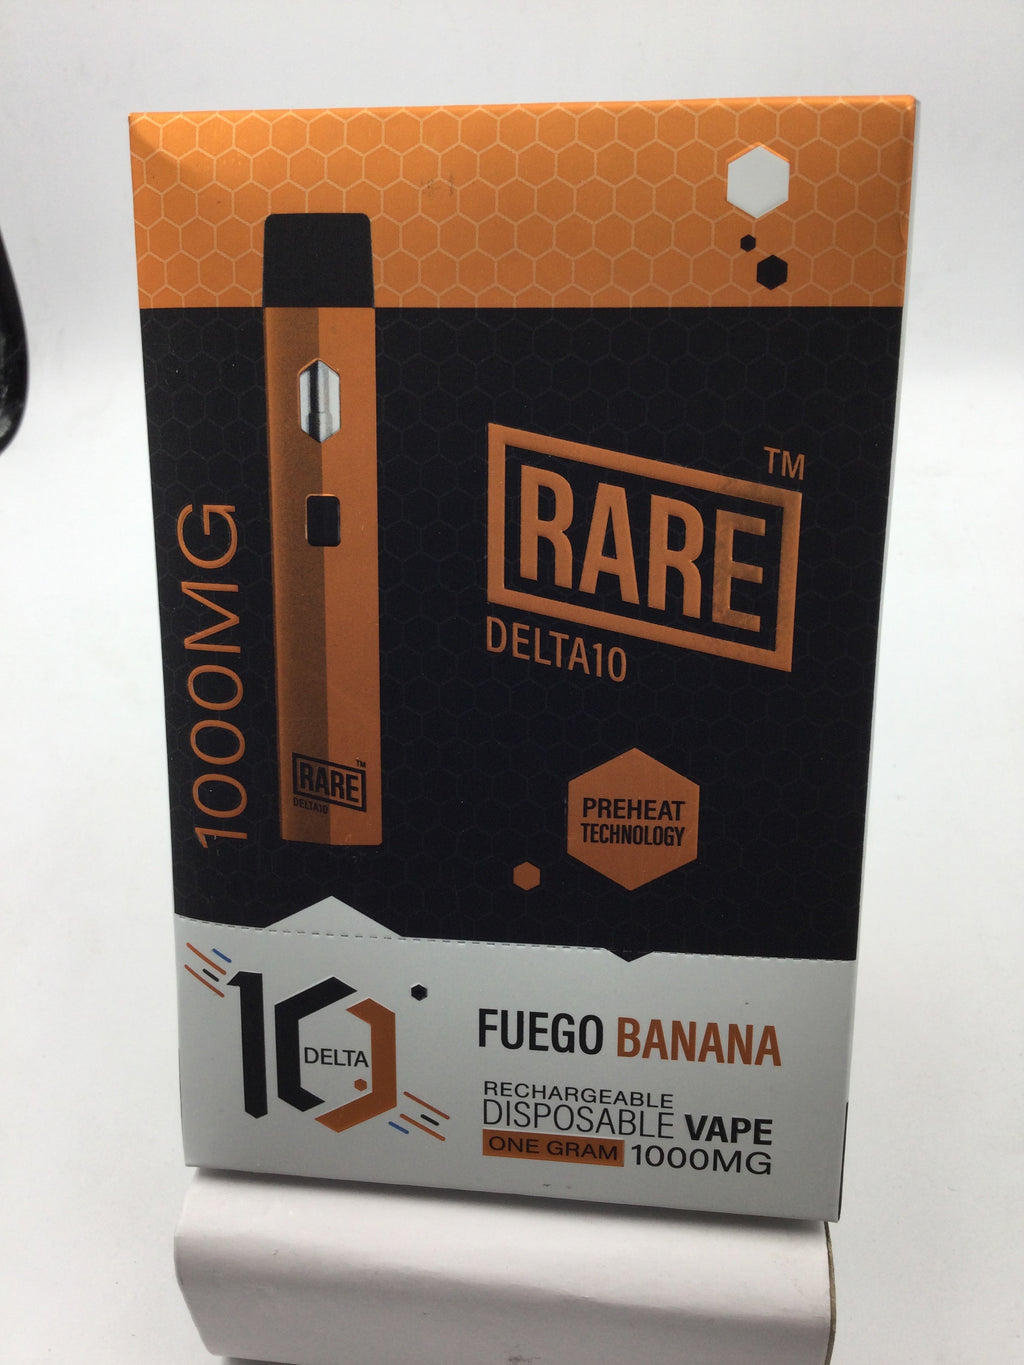 1000MG
RARE™
DELTA10
RARE™
DELTA10
PREHEAT
TECHNOLOGY
10
DELTA
FUEGO BANANA
RECHARGEABLE
DISPOSABLE VAPE
ONE GRAM 1000MG